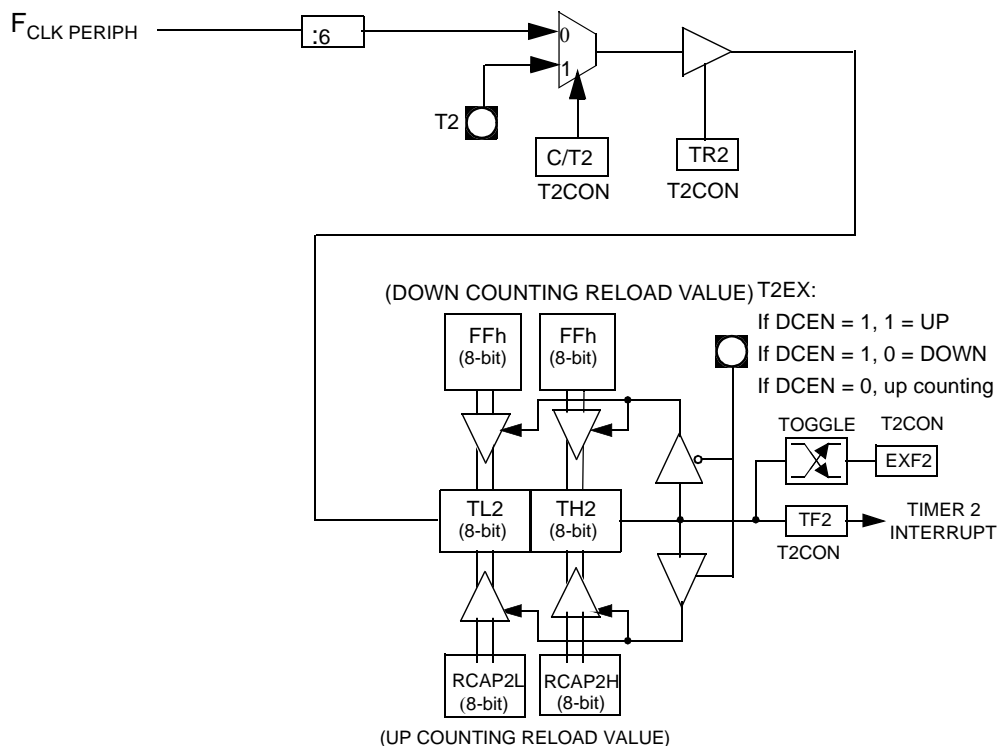 FCLK PERIPH
:6
0
1
T2
C/T2
T2CON
TR2
T2CON
(DOWN COUNTING RELOAD VALUE)
T2EX:
If DCEN = 1, 1 = UP
If DCEN = 1, 0 = DOWN
If DCEN = 0, up counting
FFh
(8-bit)
FFh
(8-bit)
TOGGLE
T2CON
EXF2
TL2
(8-bit)
TH2
(8-bit)
TF2
T2CON
TIMER 2
INTERRUPT
RCAP2L
(8-bit)
RCAP2H
(8-bit)
(UP COUNTING RELOAD VALUE)